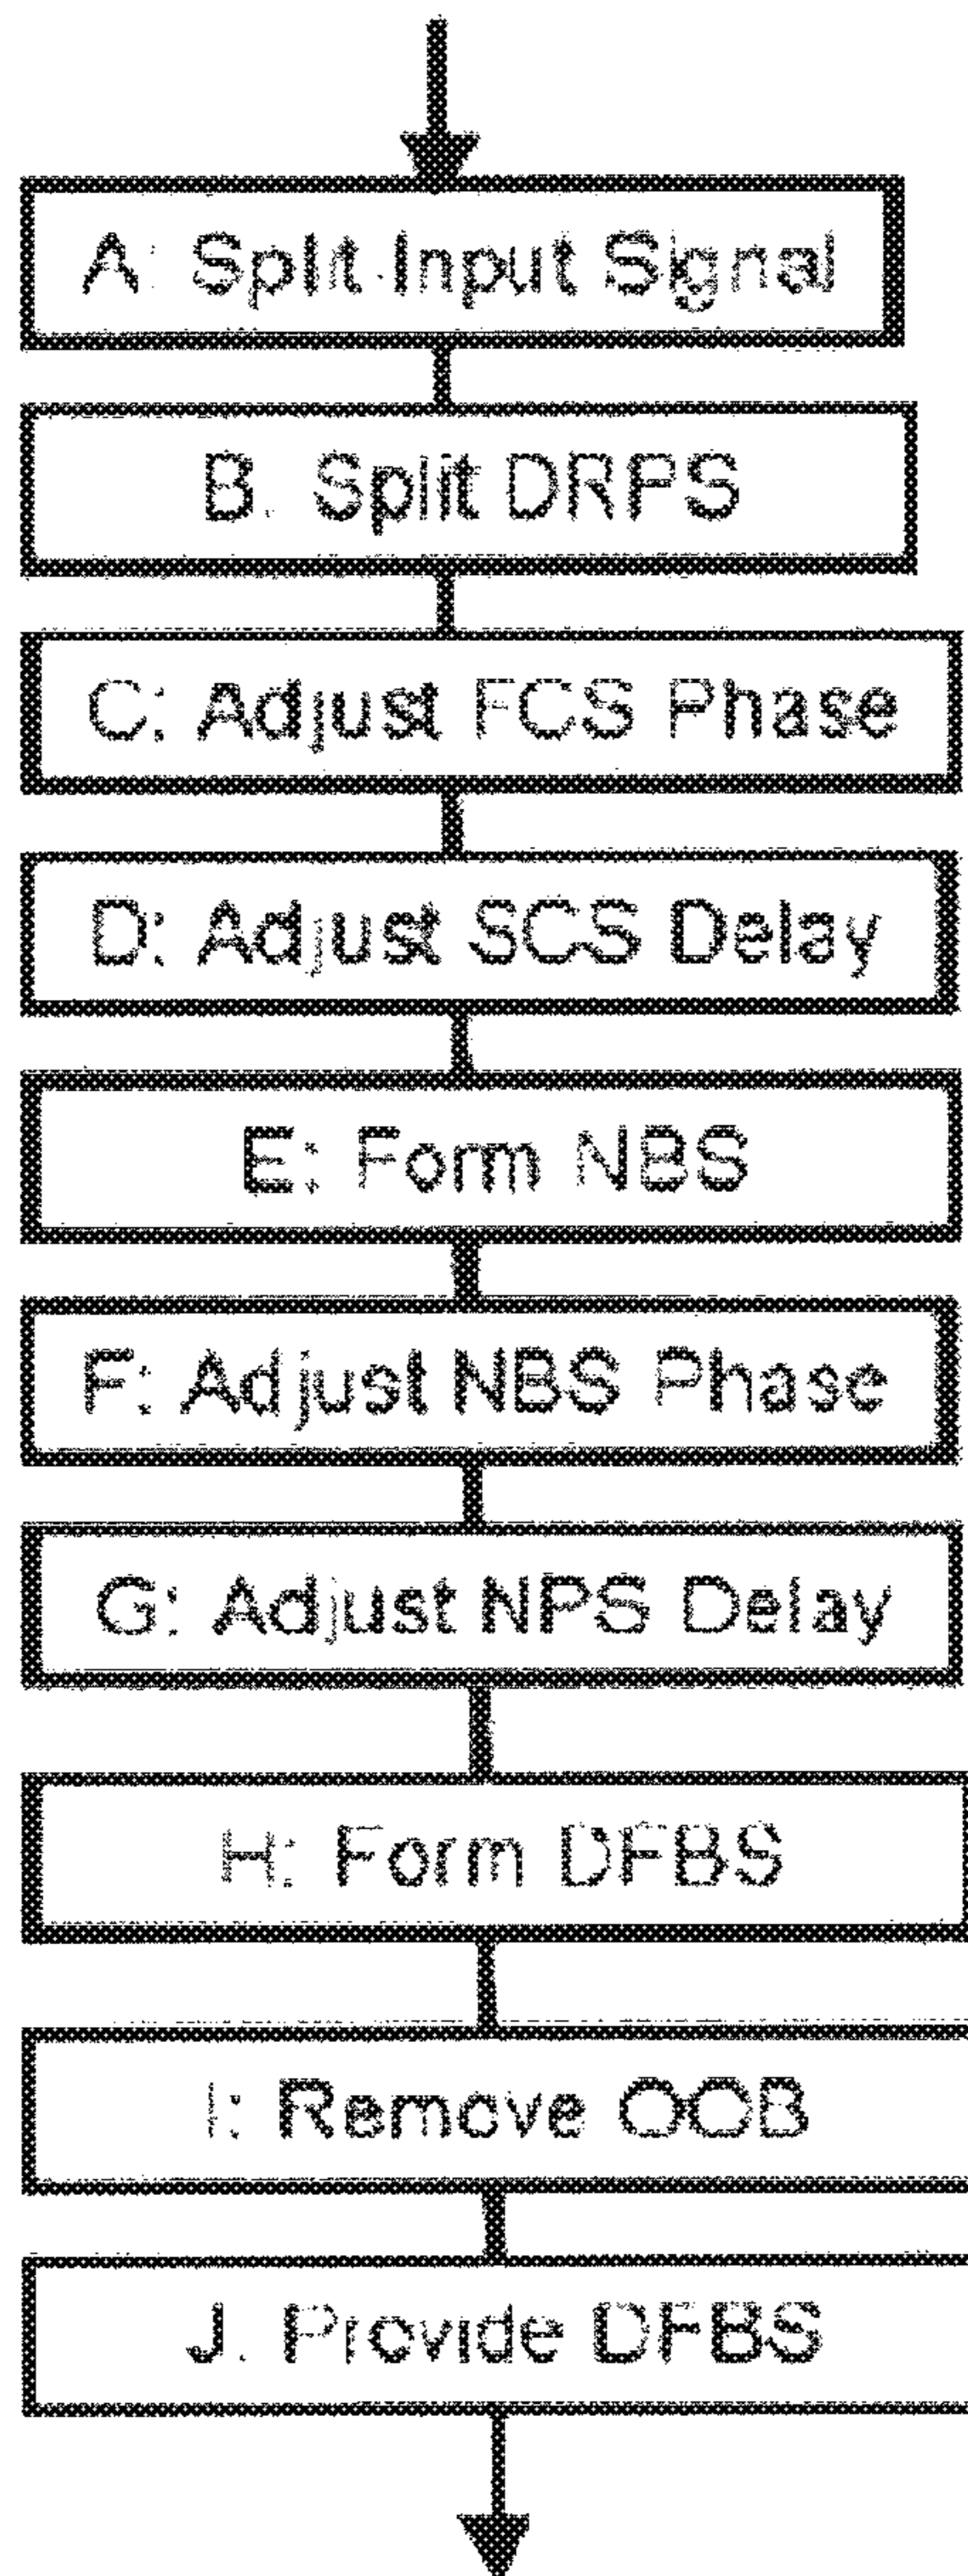 A: Split Input Signal
B: Split DRPS
C: Adjust FCS Phase
D: Adjust SCS Delay
E: Form NBS
F: Adjust NBS Phase
G: Adjust NPS Delay
H: Form DFBS
I: Remove OOB
J: Provide DFBS